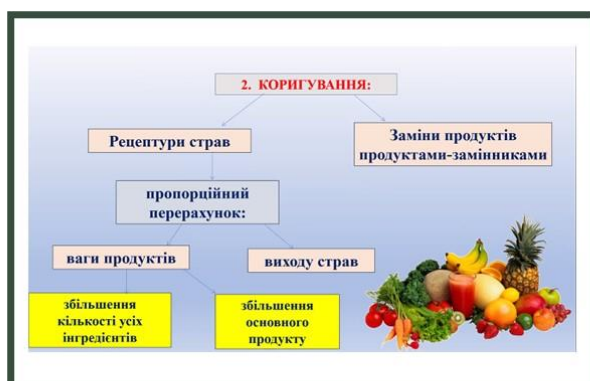 2. КОРИГУВАННЯ:
Рецептури страв
Заміни продуктів
продуктами-замінниками
пропорційний
перерахунок:
ваги продуктів
виходу страв
збільшення
кількості усіх
інгредієнтів
збільшення
основного
продукту